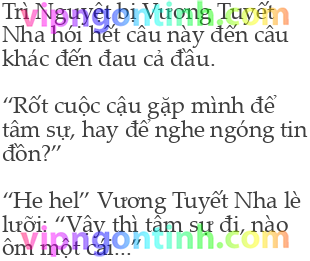 Trì Nguyệt bị Vương Tuyết
Nha hỏi hết câu này đến câu
khác đến đau cả đầu.
“Rốt cuộc cậu gặp mình để
tâm sự, hay để nghe ngóng tin
đồn?”
“He hel” Vương Tuyết Nha lè
lưỡi: “Vậy thì tâm sự đi, nào
ôm một cái...”
vipngontinh.com
vipngontinh.com